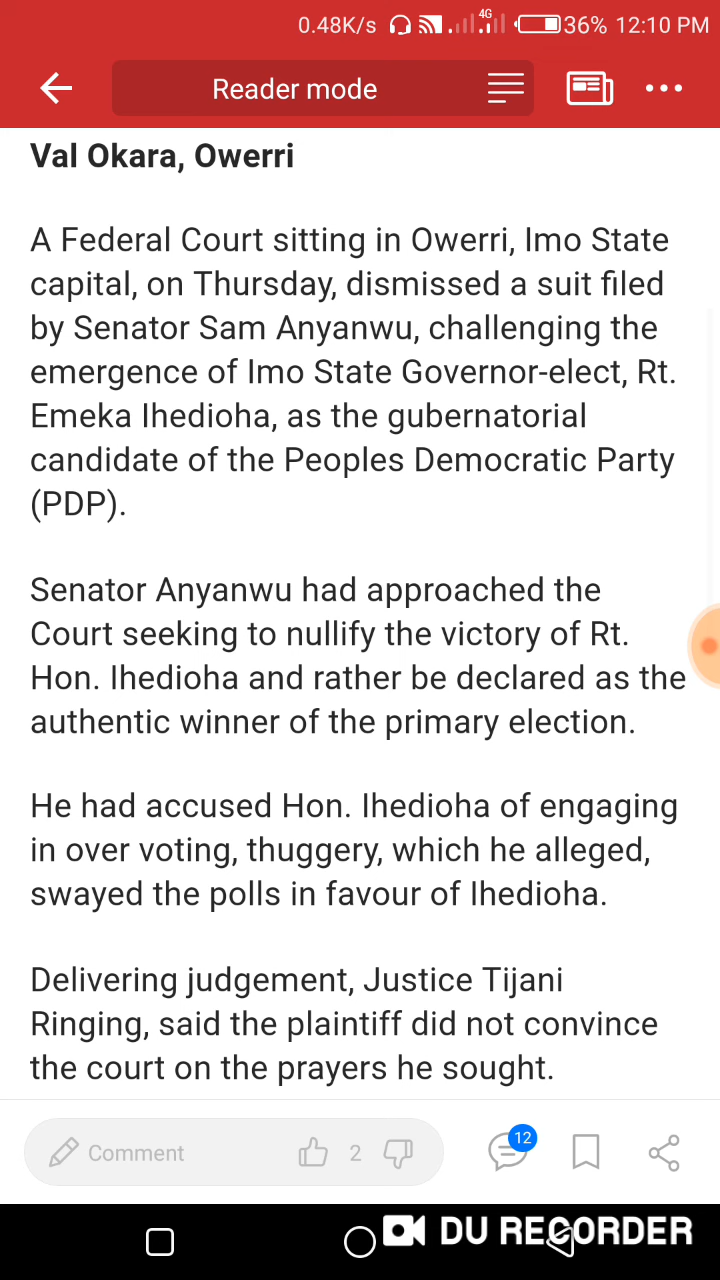 0.48K/s 4G 36% 12:10 PM
Reader mode
Val Okara, Owerri
A Federal Court sitting in Owerri, Imo State
capital, on Thursday, dismissed a suit filed
by Senator Sam Anyanwu, challenging the
emergence of Imo State Governor-elect, Rt.
Emeka Ihedioha, as the gubernatorial
candidate of the Peoples Democratic Party
(PDP).
Senator Anyanwu had approached the
Court seeking to nullify the victory of Rt.
Hon. Ihedioha and rather be declared as the
authentic winner of the primary election.
He had accused Hon. Ihedioha of engaging
in over voting, thuggery, which he alleged,
swayed the polls in favour of Ihedioha.
Delivering judgement, Justice Tijani
Ringing, said the plaintiff did not convince
the court on the prayers he sought.
Comment 2 12
DU RECORDER